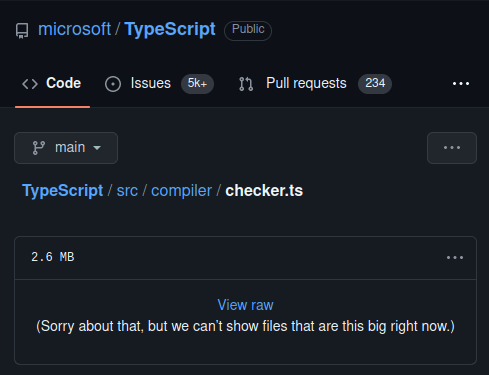 microsoft / TypeScript Public
Code Issues 5k+ Pull requests 234
main
TypeScript / src / compiler / checker.ts
2.6 MB
View raw
(Sorry about that, but we can’t show files that are this big right now.)